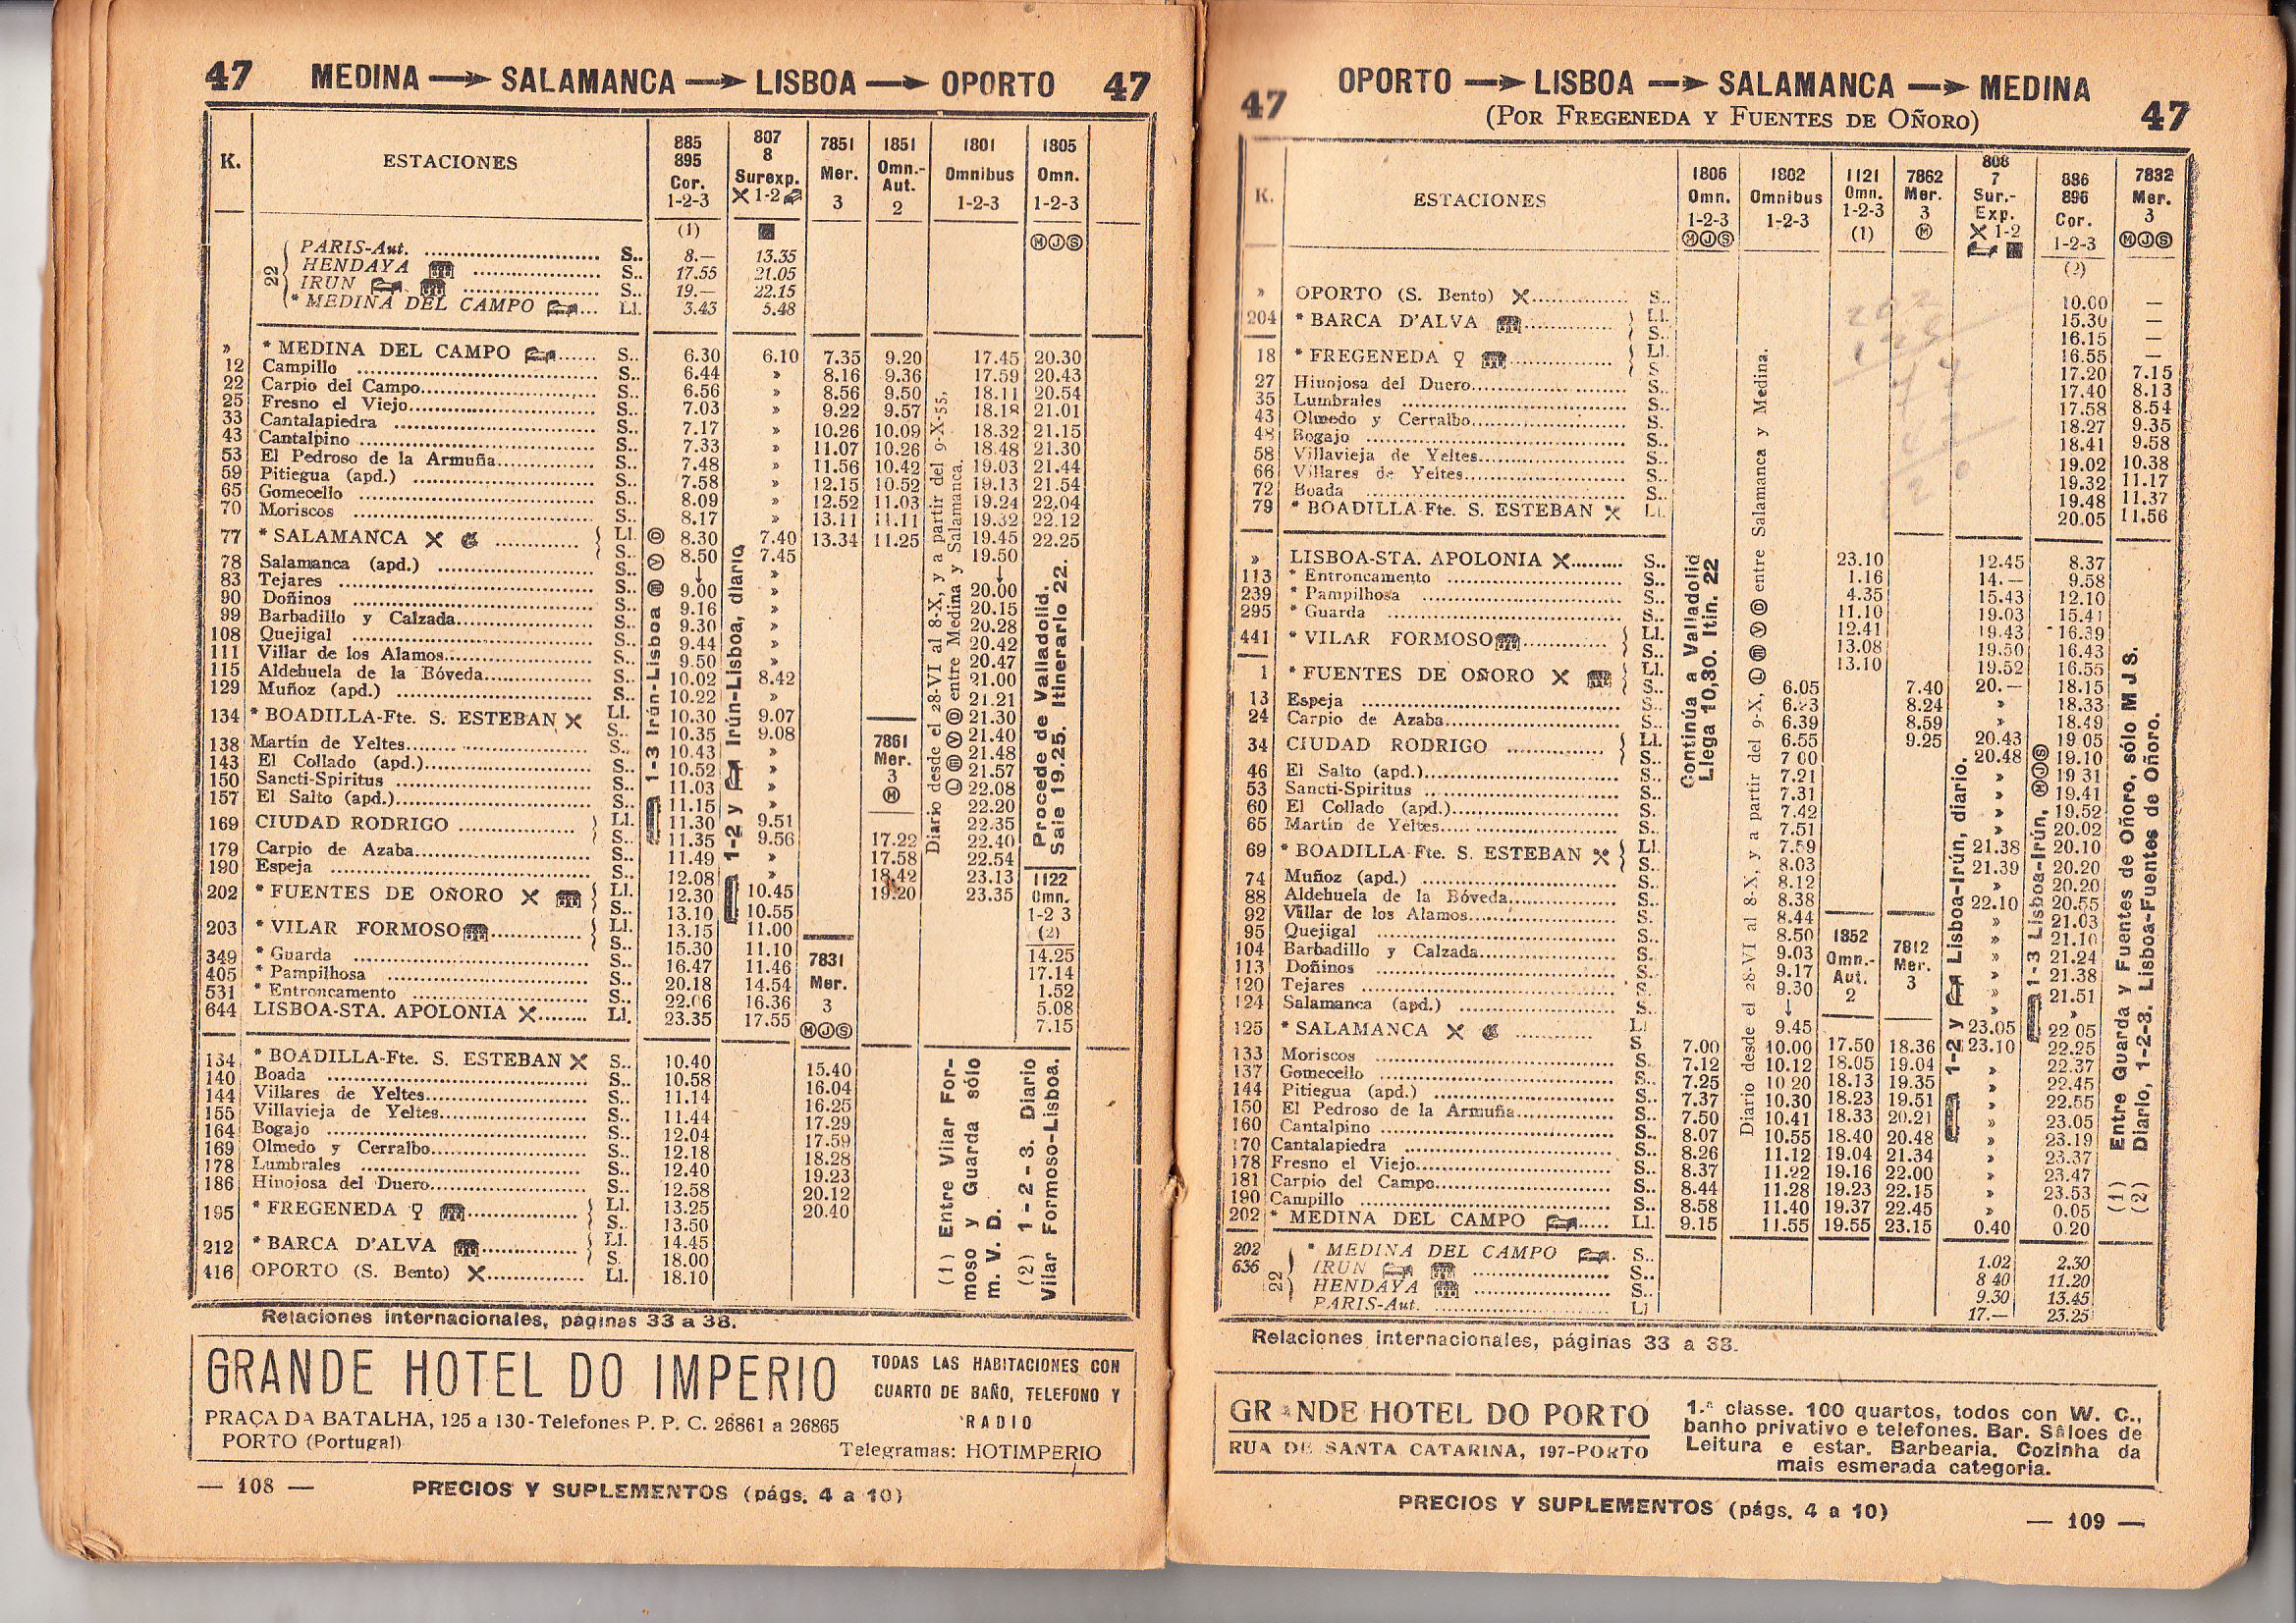 47 MEDINA → SALAMANCA → LISBOA → OPORTO 47
K. ESTACIONES 885 895 Cor. 1-2-3 807 8 Surexp. 1-2 7851 Mer. 3 1851 Omn.-Aut. 2 1801 Omnibus 1-2-3 1805 Omn. 1-2-3
(1) Ⓜ Ⓙ Ⓢ
22
PARIS-Aut. S.. 8.— 13.35
HENDAYA S.. 17.55 21.05
IRUN S.. 19.— 22.15
* MEDINA DEL CAMPO Ll. 3.43 5.48
» * MEDINA DEL CAMPO S.. 6.30 6.10 7.35 9.20 17.45 20.30
12 Campillo S.. 6.44 » 8.16 9.36 17.59 20.43
22 Carpio del Campo S.. 6.56 » 8.56 9.50 18.11 20.54
25 Fresno el Viejo S.. 7.03 » 9.22 9.57 18.18 21.01
33 Cantalapiedra S.. 7.17 » 10.26 10.09 18.32 21.15
43 Cantalpino S.. 7.33 » 11.07 10.26 18.48 21.30
53 El Pedroso de la Armuña S.. 7.48 » 11.56 10.42 19.03 21.44
59 Pitiegua (apd.) S.. 7.58 » 12.15 10.52 19.13 21.54
65 Gomecello S.. 8.09 » 12.52 11.03 19.24 22.04
70 Moriscos S.. 8.17 » 13.11 11.11 19.32 22.12
77 * SALAMANCA Ll. 8.30 7.40 13.34 11.25 19.45 22.25
S.. 8.50 7.45 19.50
78 Salamanca (apd.) S.. ↓ » ↓
83 Tejares S.. 9.00 » 20.00
90 Doñinos S.. 9.16 » 20.15
99 Barbadillo y Calzada S.. 9.30 » 20.28
108 Quejigal S.. 9.44 » 20.42
111 Villar de los Alamos S.. 9.50 » 20.47
115 Aldehuela de la Bóveda S.. 10.02 8.42 21.00
129 Muñoz (apd.) S.. 10.22 » 21.21
134 * BOADILLA-Fte. S. ESTEBAN Ll. 10.30 9.07 21.30
S.. 10.35 9.08 21.40
138 Martín de Yeltes S.. 10.43 » 21.48
143 El Collado (apd.) S.. 10.52 » 21.57
150 Sancti-Spiritus S.. 11.03 » 22.08
157 El Salto (apd.) S.. 11.15 » 22.20
169 CIUDAD RODRIGO Ll. 11.30 9.51 22.35
S.. 11.35 9.56 17.22 22.40
179 Carpio de Azaba S.. 11.49 » 17.58 22.54
190 Espeja S.. 12.08 » 18.42 23.13
202 * FUENTES DE OÑORO Ll. 12.30 10.45 19.20 23.35
S.. 13.10 10.55
203 * VILAR FORMOSO Ll. 13.15 11.00
S.. 15.30 11.10 14.25
349 * Guarda S.. 16.47 11.46 17.14
405 * Pampilhosa S.. 20.18 14.54 1.52
531 * Entroncamento S.. 22.06 16.36 5.08
644 LISBOA-STA. APOLONIA Ll. 23.35 17.55 7.15
7861 Mer. 3 Ⓜ
7831 Mer. 3 Ⓜ Ⓙ Ⓢ
1122 Omn. 1-2 3 (2)
1-3 Irún-Lisboa Ⓜ Ⓥ Ⓓ
1-2 y Irún-Lisboa, diario.
Diario desde el 28-VI al 8-X, y a partir del 9-X-55,
Ⓛ Ⓜ Ⓥ Ⓓ entre Medina y Salamanca.
Procede de Valladolid.
Sale 19.25. Itinerario 22.
134 * BOADILLA-Fte. S. ESTEBAN S.. 10.40 15.40
140 Boada S.. 10.58 16.04
144 Villares de Yeltes S.. 11.14 16.25
155 Villavieja de Yeltes S.. 11.44 17.29
164 Bogajo S.. 12.04 17.59
169 Olmedo y Cerralbo S.. 12.18 18.28
178 Lumbrales S.. 12.40 19.23
186 Hinojosa del Duero S.. 12.58 20.12
195 * FREGENEDA Ll. 13.25 20.40
S.. 13.50
212 * BARCA D'ALVA Ll. 14.45
S. 18.00
416 OPORTO (S. Bento) Ll. 18.10
(1) Entre Vilar For-
moso y Guarda sólo
m. V. D.
(2) 1 - 2 - 3. Diario
Vilar Formoso-Lisboa.
Relaciones internacionales, páginas 33 a 38.
GRANDE HOTEL DO IMPERIO
PRAÇA DA BATALHA, 125 a 130-Telefones P. P. C. 26861 a 26865
PORTO (Portugal)
TODAS LAS HABITACIONES CON
CUARTO DE BAÑO, TELEFONO Y
RADIO
Telegramas: HOTIMPERIO
— 108 —
PRECIOS Y SUPLEMENTOS (págs. 4 a 10)
47 OPORTO → LISBOA → SALAMANCA → MEDINA 47
(POR FREGENEDA Y FUENTES DE OÑORO)
K. ESTACIONES 1806 Omn. 1-2-3 Ⓜ Ⓙ Ⓢ 1802 Omnibus 1-2-3 1121 Omn. 1-2-3 (1) 7862 Mer. 3 Ⓜ 808 7 Sur.-Exp. 1-2 886 896 Cor. 1-2-3 (2) 7832 Mer. 3 Ⓜ Ⓙ Ⓢ
» OPORTO (S. Bento) S.. 10.00 —
204 * BARCA D'ALVA Ll. 15.30 —
S.. 16.15 —
18 * FREGENEDA Ll. 16.55 —
S.. 17.20 7.15
27 Hinojosa del Duero S.. 17.40 8.13
35 Lumbrales S.. 17.58 8.54
43 Olmedo y Cerralbo S.. 18.27 9.35
48 Bogajo S.. 18.41 9.58
58 Villavieja de Yeltes S.. 19.02 10.38
66 Villares de Yeltes S.. 19.32 11.17
72 Boada S.. 19.48 11.37
79 * BOADILLA-Fte. S. ESTEBAN Ll. 20.05 11.56
» LISBOA-STA. APOLONIA S.. 23.10 12.45 8.37
113 * Entroncamento S.. 1.16 14.— 9.58
239 * Pampilhosa S.. 4.35 15.43 12.10
295 * Guarda S.. 11.10 19.03 15.41
441 * VILAR FORMOSO Ll. 12.41 19.43 16.39
S.. 13.08 19.50 16.43
1 * FUENTES DE OÑORO Ll. 13.10 19.52 16.55
S.. 6.05 7.40 20.— 18.15
13 Espeja S.. 6.23 8.24 » 18.33
24 Carpio de Azaba S.. 6.39 8.59 » 18.49
34 CIUDAD RODRIGO Ll. 6.55 9.25 20.43 19.05
S.. 7.00 20.48 19.10
46 El Salto (apd.) S.. 7.21 » 19.31
53 Sancti-Spiritus S.. 7.31 » 19.41
60 El Collado (apd.) S.. 7.42 » 19.52
65 Martín de Yeltes S.. 7.51 » 20.02
69 * BOADILLA-Fte. S. ESTEBAN Ll. 7.59 21.38 20.10
S.. 8.03 21.39 20.20
74 Muñoz (apd.) S.. 8.12 » 20.20
88 Aldehuela de la Bóveda S.. 8.38 22.10 20.55
92 Villar de los Alamos S. 8.44 » 21.03
95 Quejigal S.. 8.50 » 21.10
104 Barbadillo y Calzada S.. 9.03 » 21.24
113 Doñinos S.. 9.17 » 21.38
120 Tejares S.. 9.30 » 21.51
124 Salamanca (apd.) S.. ↓ » »
125 * SALAMANCA Ll 9.45 23.05 22.05
S 7.00 10.00 17.50 18.36 23.10 22.25
133 Moriscos S.. 7.12 10.12 18.05 19.04 » 22.37
137 Gomecello S.. 7.25 10.20 18.13 19.35 » 22.45
144 Pitiegua (apd.) S.. 7.37 10.30 18.23 19.51 » 22.55
150 El Pedroso de la Armuña S.. 7.50 10.41 18.33 20.21 » 23.05
160 Cantalpino S.. 8.07 10.55 18.40 20.48 » 23.19
170 Cantalapiedra S.. 8.26 11.12 19.04 21.34 » 23.37
178 Fresno el Viejo S.. 8.37 11.22 19.16 22.00 » 23.47
181 Carpio del Campo S.. 8.44 11.28 19.23 22.15 » 23.53
190 Campillo S.. 8.58 11.40 19.37 22.45 » 0.05
202 * MEDINA DEL CAMPO Ll. 9.15 11.55 19.55 23.15 0.40 0.20
1852 Omn.-Aut. 2
7812 Mer. 3
Continúa a Valladolid
Llega 10,30. Itin. 22
Diario desde el 28-VI al 8-X, y a partir del 9-X, Ⓛ Ⓜ Ⓥ Ⓓ entre Salamanca y Medina.
1-2 y Lisboa-Irún, diario.
1-3 Lisboa-Irún, Ⓜ Ⓙ Ⓢ
(1) Entre Guarda y Fuentes de Oñoro, sólo M J S.
(2) Diario, 1-2-3. Lisboa-Fuentes de Oñoro.
22
202 * MEDINA DEL CAMPO S.. 1.02 2.30
636 IRUN S.. 8 40 11.20
HENDAYA S.. 9.30 13.45
PARIS-Aut. Ll 17.— 23.25
Relaciones internacionales, páginas 33 a 38.
GRANDE HOTEL DO PORTO
RUA DE SANTA CATARINA, 197-PORTO
1.ª classe. 100 quartos, todos con W. C.,
banho privativo e telefones. Bar. Sâloes de
Leitura e estar. Barbearia. Cozinha da
mais esmerada categoria.
PRECIOS Y SUPLEMENTOS (págs. 4 a 10)
— 109 —